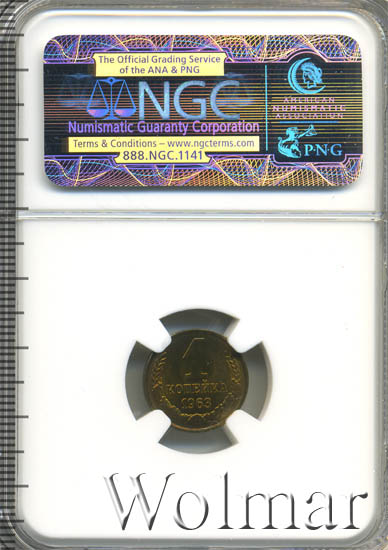 The Official Grading Service
of the ANA & PNG
NGC
Numismatic Guaranty Corporation
Terms & Conditions – www.ngcterms.com
888.NGC.1141
AMERICAN
NUMISMATIC
ASSOCIATION
P·N·G
1
КОПЕЙКА
1963
Wolmar